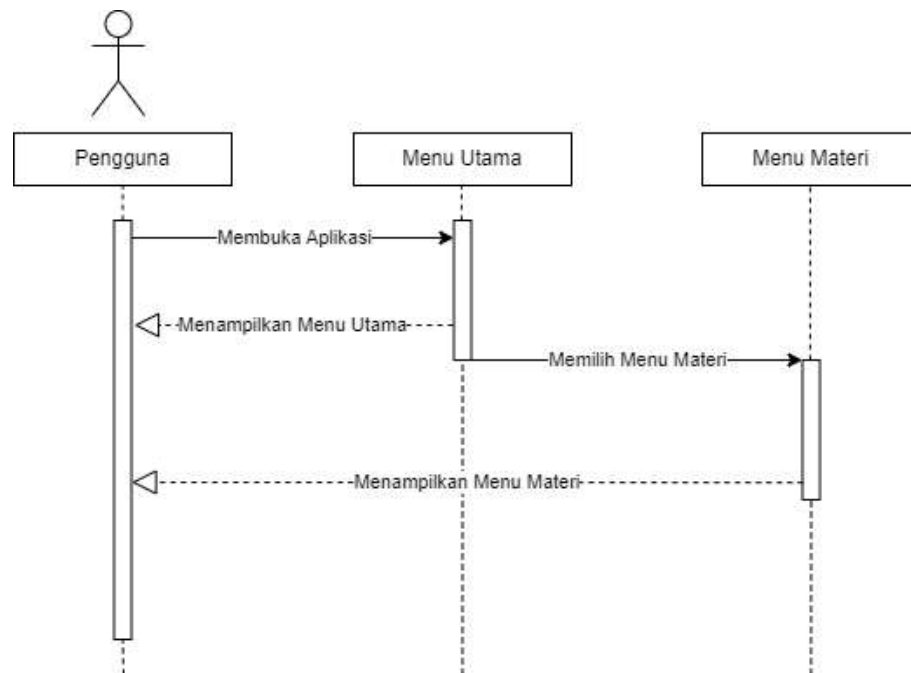 Pengguna
Menu Utama
Menu Materi
Membuka Aplikasi
Menampilkan Menu Utama
Memilih Menu Materi
Menampilkan Menu Materi